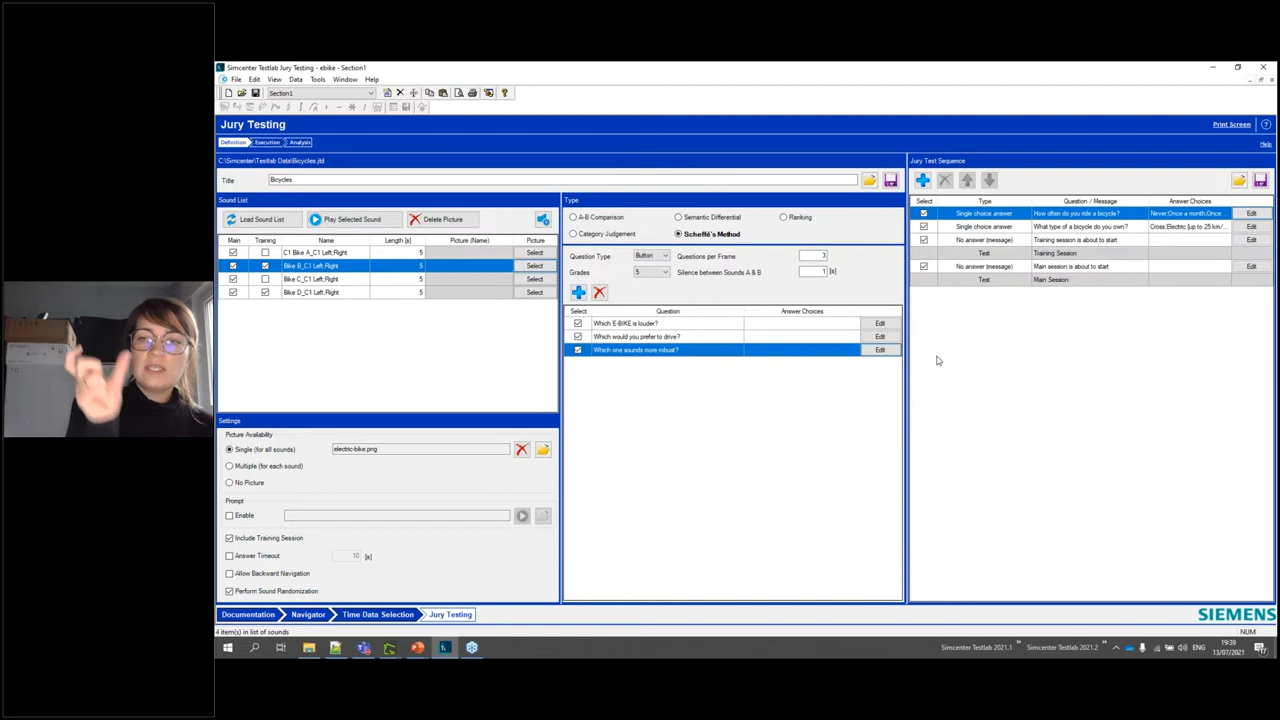 Simcenter Testlab Jury Testing - ebike - Section1
File Edit View Data Tools Window Help
Section1
Jury Testing
Print Screen
Definition Execution Analysis
Help
C:\Simcenter\Testlab Data\Bicycles.jtd
Jury Test Sequence
Title Bicycles
Sound List
Type
Load Sound List Play Selected Sound Delete Picture
A-B Comparison Semantic Differential Ranking
Category Judgement Scheffé's Method
Select Type Question / Message Answer Choices
Single choice answer How often do you ride a bicycle? Never;Once a month;Once ... Edit
Single choice answer What type of bicycle do you own? Cross;Electric [up to 25 km/... Edit
No answer (message) Training session is about to start Edit
Test Training Session
No answer (message) Main session is about to start Edit
Test Main Session
Main Training Name Length [s] Picture (Name) Picture
C1 Bike A_C1 Left;Right 5 Select
Bike B_C1 Left;Right 5 Select
Bike C_C1 Left;Right 5 Select
Bike D_C1 Left;Right 5 Select
Question Type Button Questions per Frame 3
Grades 5 Silence between Sounds A & B 1 [s]
Select Question Answer Choices
Which E-BIKE is louder? Edit
Which would you prefer to drive? Edit
Which one sounds more robust? Edit
Settings
Picture Availability
Single (for all sounds) electric-bike.png
Multiple (for each sound)
No Picture
Prompt
Enable
Include Training Session
Answer Timeout 10 [s]
Allow Backward Navigation
Perform Sound Randomization
Documentation Navigator Time Data Selection Jury Testing
SIEMENS
4 item(s) in list of sounds
NUM
Simcenter Testlab 2021.1 Simcenter Testlab 2021.2 ENG
19:39
13/07/2021